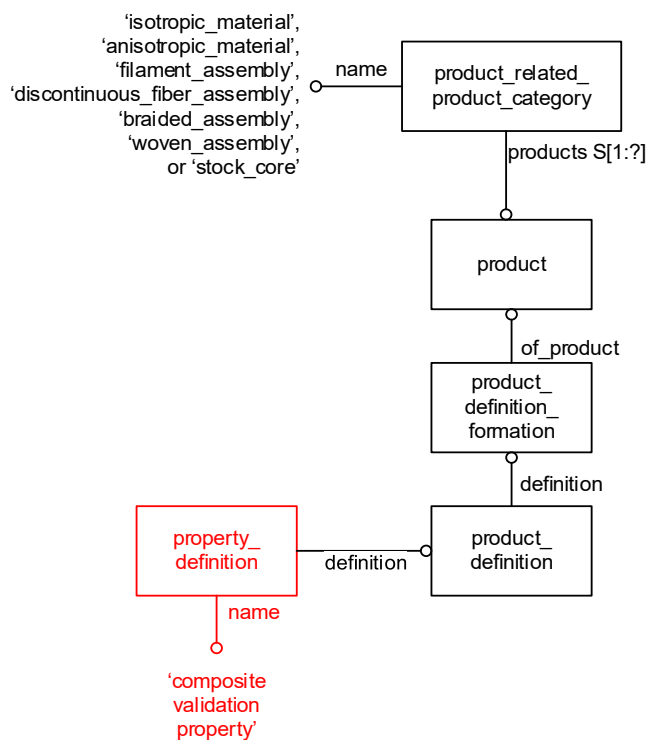 ‘isotropic_material’,
‘anisotropic_material’,
‘filament_assembly’,
‘discontinuous_fiber_assembly’,
‘braided_assembly’,
‘woven_assembly’,
or ‘stock_core’
name
product_related_
product_category
products S[1:?]
product
of_product
product_
definition_
formation
definition
property_
definition
definition
product_
definition
name
‘composite
validation
property’